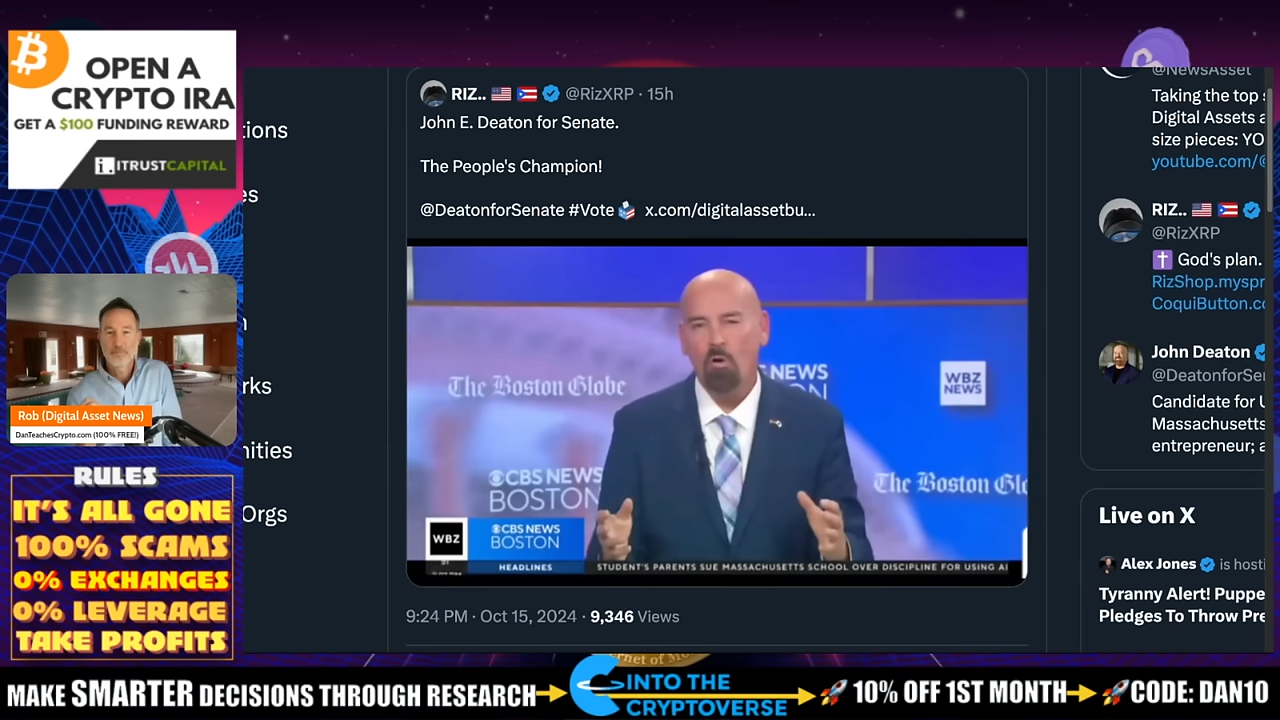 OPEN A
CRYPTO IRA
GET A $100 FUNDING REWARD
i. ITRUSTCAPITAL
Rob (Digital Asset News)
DanTeachesCrypto.com (100% FREE!)
RULES
IT'S ALL GONE
100% SCAMS
0% EXCHANGES
0% LEVERAGE
TAKE PROFITS
tions
es
rks
nities
Orgs
RIZ.. @RizXRP · 15h
John E. Deaton for Senate.
The People's Champion!
@DeatonforSenate #Vote x.com/digitalassetbu...
The Boston Globe
NEWS
ON
WBZ
NEWS
CBS NEWS
BOSTON
The Boston Glo
WBZ
CBS NEWS
BOSTON
HEADLINES
STUDENT'S PARENTS SUE MASSACHUSETTS SCHOOL OVER DISCIPLINE FOR USING AI
9:24 PM · Oct 15, 2024 · 9,346 Views
@NewsAsset
Taking the top s
Digital Assets a
size pieces: YO
youtube.com/@
RIZ..
@RizXRP
God's plan.
RizShop.myspr
CoquiButton.co
John Deaton
@DeatonforSer
Candidate for U
Massachusetts
entrepreneur; a
Live on X
Alex Jones is hosti
Tyranny Alert! Puppe
Pledges To Throw Pre
MAKE SMARTER DECISIONS THROUGH RESEARCH
INTO THE
CRYPTOVERSE
10% OFF 1ST MONTH
CODE: DAN10